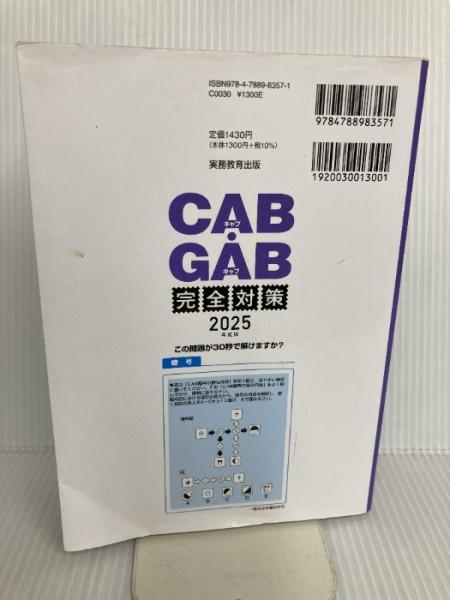 ISBN978-4-7889-8357-1
C0030 ¥1300E
9784788983571
定価1430円
(本体1300円+税10%)
1920030013001
実務教育出版
CAB
キャブ
・
GAB
ギャブ
完全対策
2025
年度版
この問題が30秒で解けますか?
暗号
A B C D E